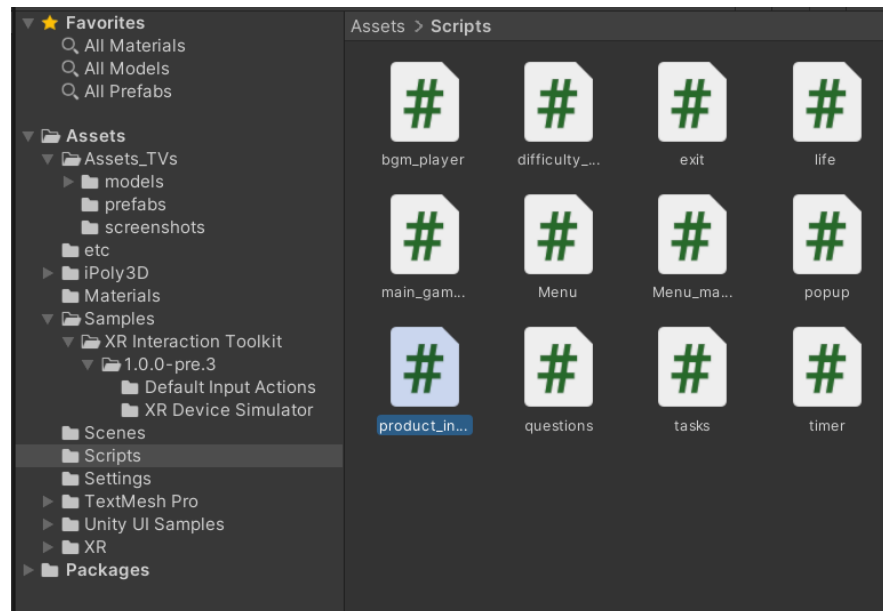 Favorites
All Materials
All Models
All Prefabs
Assets
Assets_TVs
models
prefabs
screenshots
etc
iPoly3D
Materials
Samples
XR Interaction Toolkit
1.0.0-pre.3
Default Input Actions
XR Device Simulator
Scenes
Scripts
Settings
TextMesh Pro
Unity UI Samples
XR
Packages
Assets > Scripts
bgm_player difficulty_... exit life
main_gam... Menu Menu_ma... popup
product_in... questions tasks timer